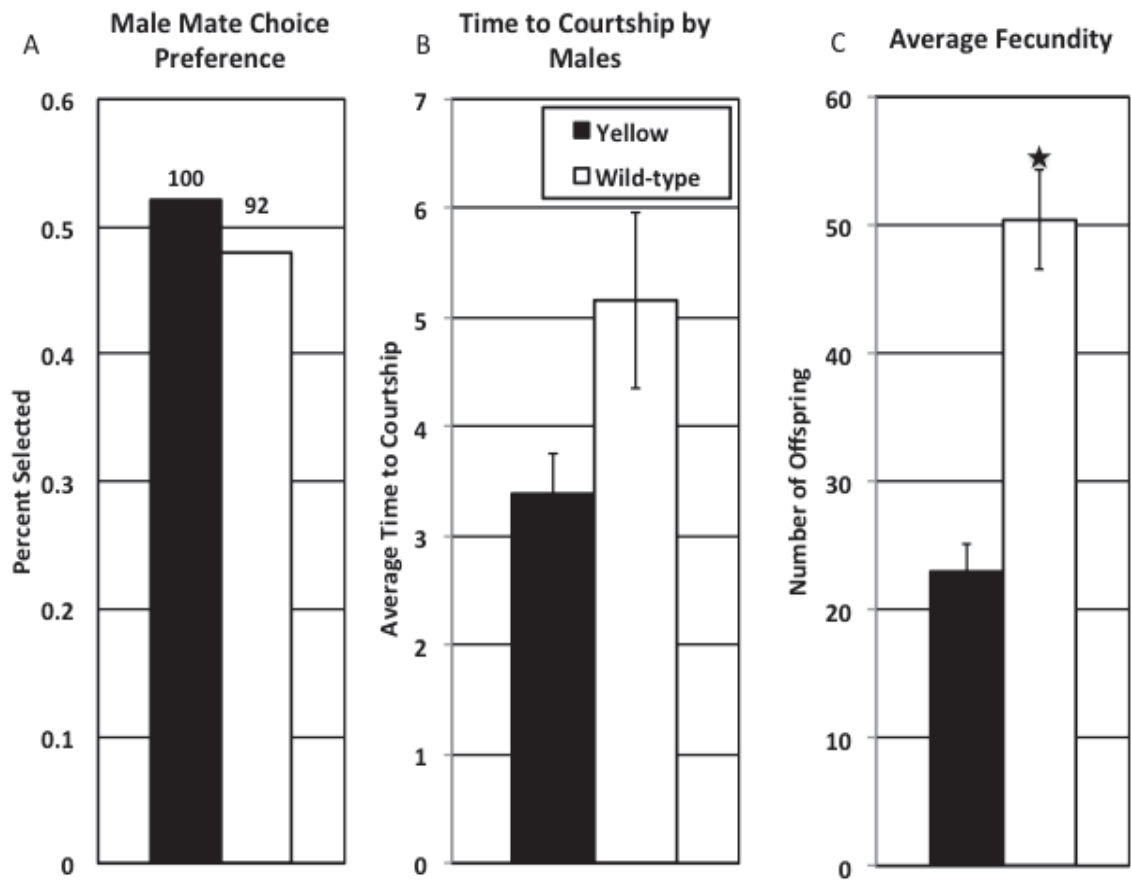 A
Male Mate Choice
Preference
0.6
0.5
0.4
0.3
0.2
0.1
0
Percent Selected
100
92
B
Time to Courtship by
Males
7
6
5
4
3
2
1
0
Average Time to Courtship
Yellow
Wild-type
C
Average Fecundity
60
50
40
30
20
10
0
Number of Offspring